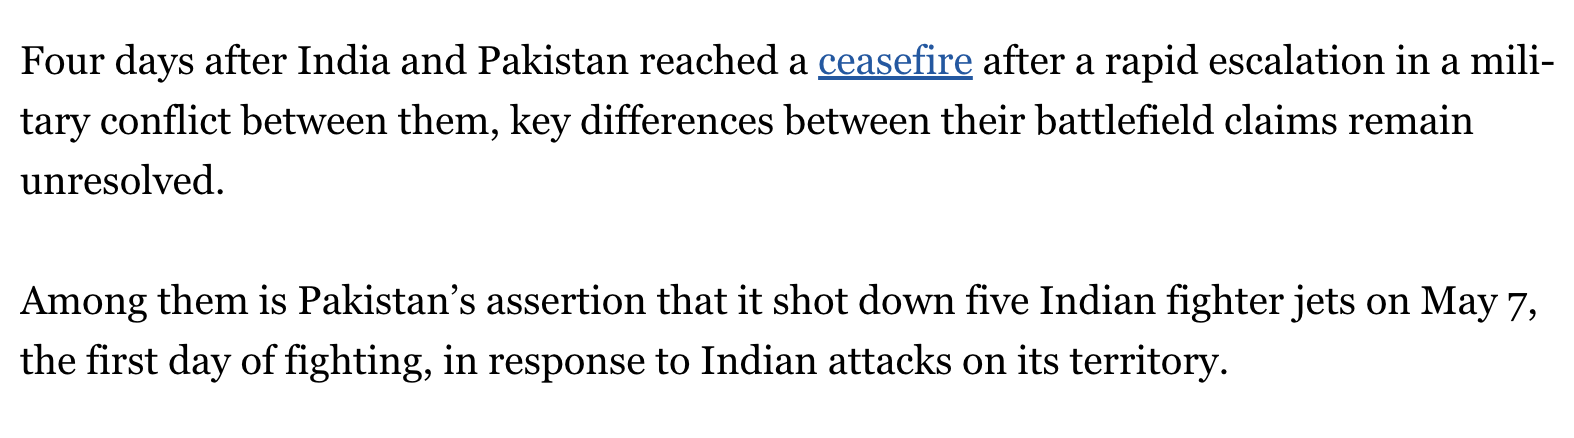 Four days after India and Pakistan reached a ceasefire after a rapid escalation in a mili-
tary conflict between them, key differences between their battlefield claims remain
unresolved.
Among them is Pakistan’s assertion that it shot down five Indian fighter jets on May 7,
the first day of fighting, in response to Indian attacks on its territory.